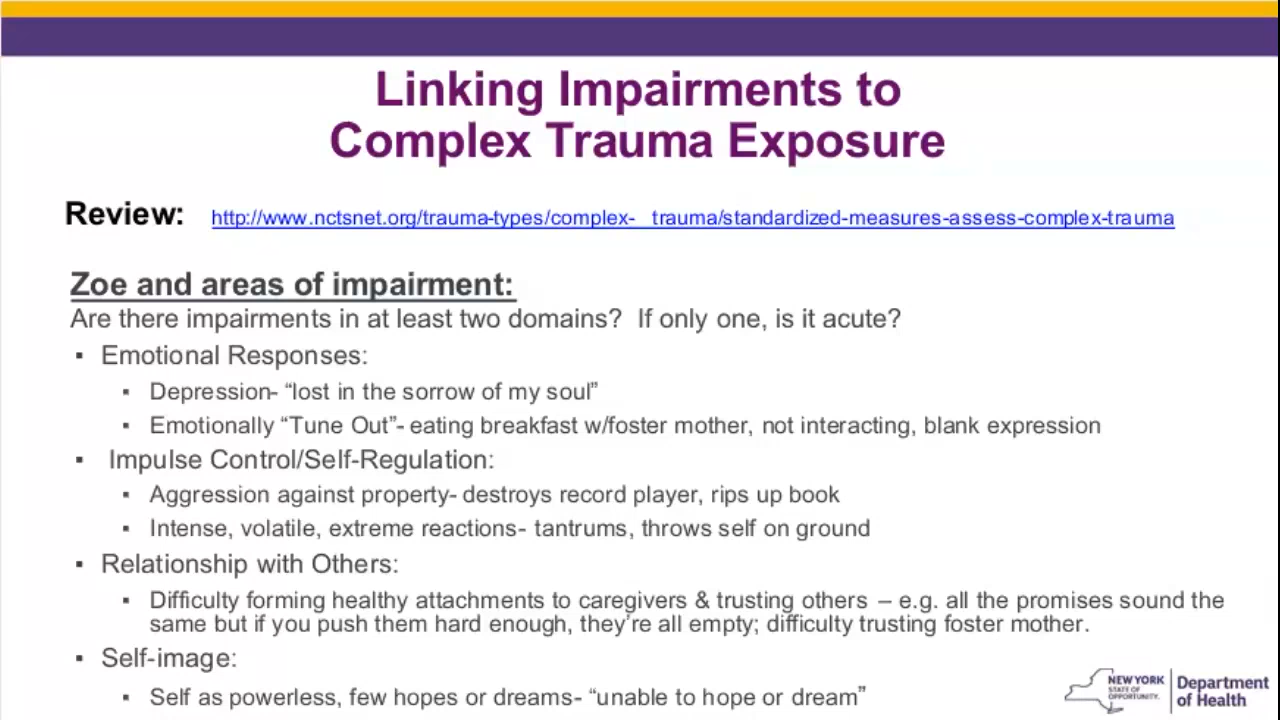 Linking Impairments to
Complex Trauma Exposure
Review: http://www.nctsnet.org/trauma-types/complex- trauma/standardized-measures-assess-complex-trauma
Zoe and areas of impairment:
Are there impairments in at least two domains? If only one, is it acute?
▪ Emotional Responses:
▪ Depression- “lost in the sorrow of my soul”
▪ Emotionally “Tune Out”- eating breakfast w/foster mother, not interacting, blank expression
▪ Impulse Control/Self-Regulation:
▪ Aggression against property- destroys record player, rips up book
▪ Intense, volatile, extreme reactions- tantrums, throws self on ground
▪ Relationship with Others:
▪ Difficulty forming healthy attachments to caregivers & trusting others – e.g. all the promises sound the
same but if you push them hard enough, they’re all empty; difficulty trusting foster mother.
▪ Self-image:
▪ Self as powerless, few hopes or dreams- “unable to hope or dream”
NEW YORK
STATE OF
OPPORTUNITY.
Department
of Health